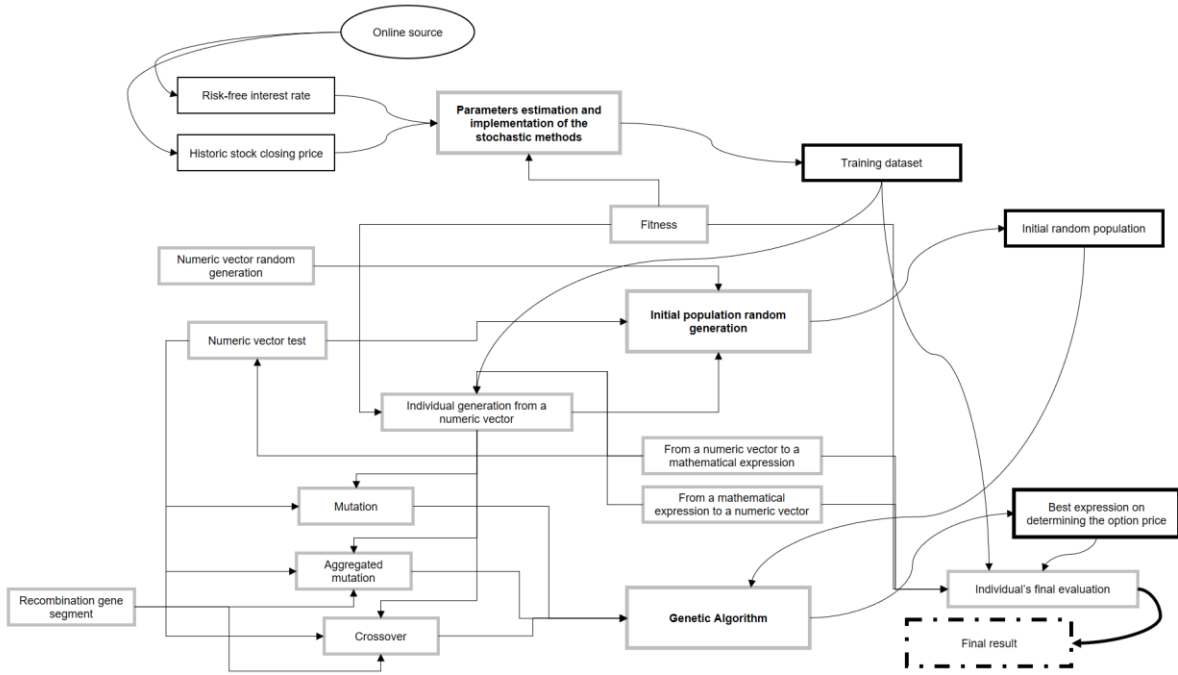 Online source
Risk-free interest rate
Parameters estimation and
implementation of the
stochastic methods
Historic stock closing price
Training dataset
Fitness
Initial random population
Numeric vector random
generation
Initial population random
generation
Numeric vector test
Individual generation from a
numeric vector
From a numeric vector to a
mathematical expression
From a mathematical
expression to a numeric vector
Mutation
Best expression on
determining the option price
Aggregated
mutation
Individual's final evaluation
Recombination gene
segment
Genetic Algorithm
Crossover
Final result